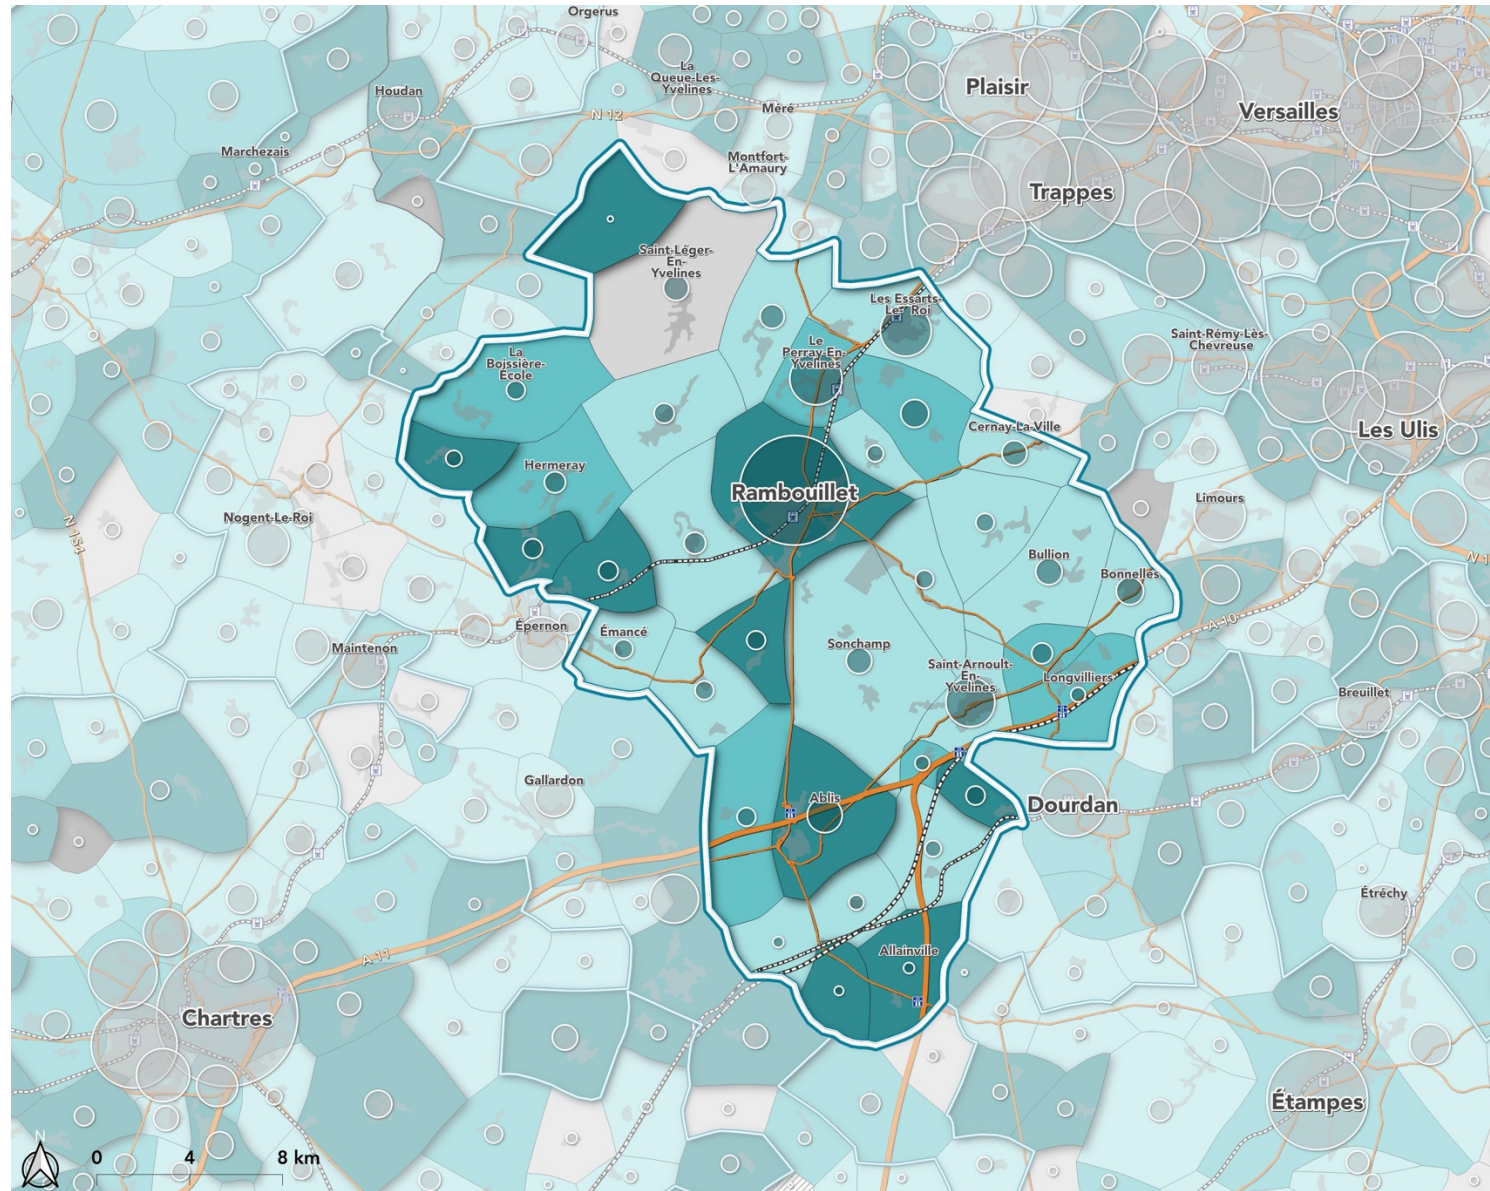 Orgerus
La
Queue-Les-
Yvelines
Plaisir
Houdan
Versailles
N 12
Méré
Marchezais
Montfort-
L'Amaury
Trappes
Saint-Léger-
En-
Yvelines
Les Essarts-
Le- Roi
Le
Perray-En-
Yvelines
Saint-Rémy-Lès-
Chevreuse
La
Boissière-
École
Cernay-La-Ville
Les Ulis
Hermeray
Rambouillet
Limours
Nogent-Le-Roi
N 154
N 1
Bullion
Bonnelles
A 10
Épernon
Émancé
Maintenon
Sonchamp
Saint-Arnoult-
En-
Yvelines
Longvilliers
Breuillet
Gallardon
Ablis
Dourdan
Étréchy
A 11
Allainville
Chartres
Étampes
N
0 4 8 km